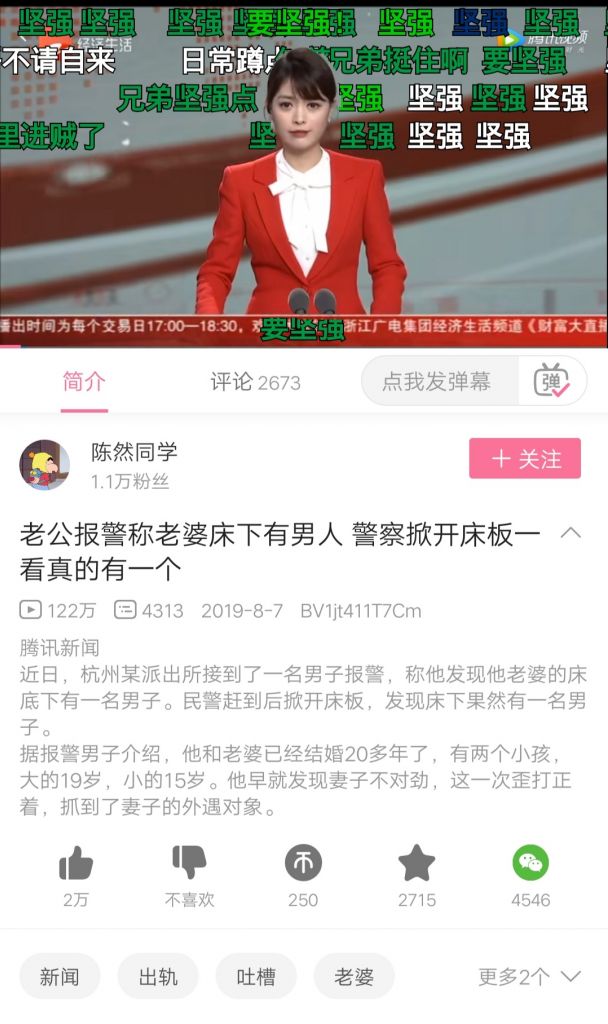 坚强 坚强 坚强 要坚强! 坚强 坚强 坚强
经济生活
腾讯视频
不请自来 日常蹲 兄弟挺住啊 要坚强
兄弟坚强点 坚强 坚强 坚强 坚强
里进贼了 坚 坚强 坚强 坚强
播出时间为每个交易日17:00—18:30,
浙江广电集团经济生活频道《财富大直播
要坚强
简介
评论 2673
点我发弹幕
弹
陈然同学
1.1万粉丝
+ 关注
老公报警称老婆床下有男人 警察掀开床板一
看真的有一个
122万 4313 2019-8-7 BV1jt411T7Cm
腾讯新闻
近日，杭州某派出所接到了一名男子报警，称他发现他老婆的床
底下有一名男子。民警赶到后掀开床板，发现床下果然有一名男
子。
据报警男子介绍，他和老婆已经结婚20多年了，有两个小孩，
大的19岁，小的15岁。他早就发现妻子不对劲，这一次歪打正
着，抓到了妻子的外遇对象。
2万 不喜欢 250 2715 4546
新闻 出轨 吐槽 老婆 更多2个